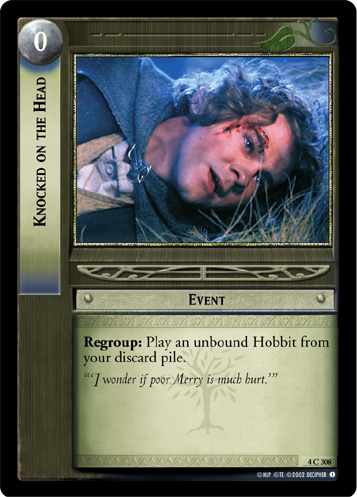 0
KNOCKED ON THE HEAD
EVENT
Regroup: Play an unbound Hobbit from
your discard pile.
“‘I wonder if poor Merry is much hurt.’”
4 C 308
© NLP ©TE ©2002 DECIPHER